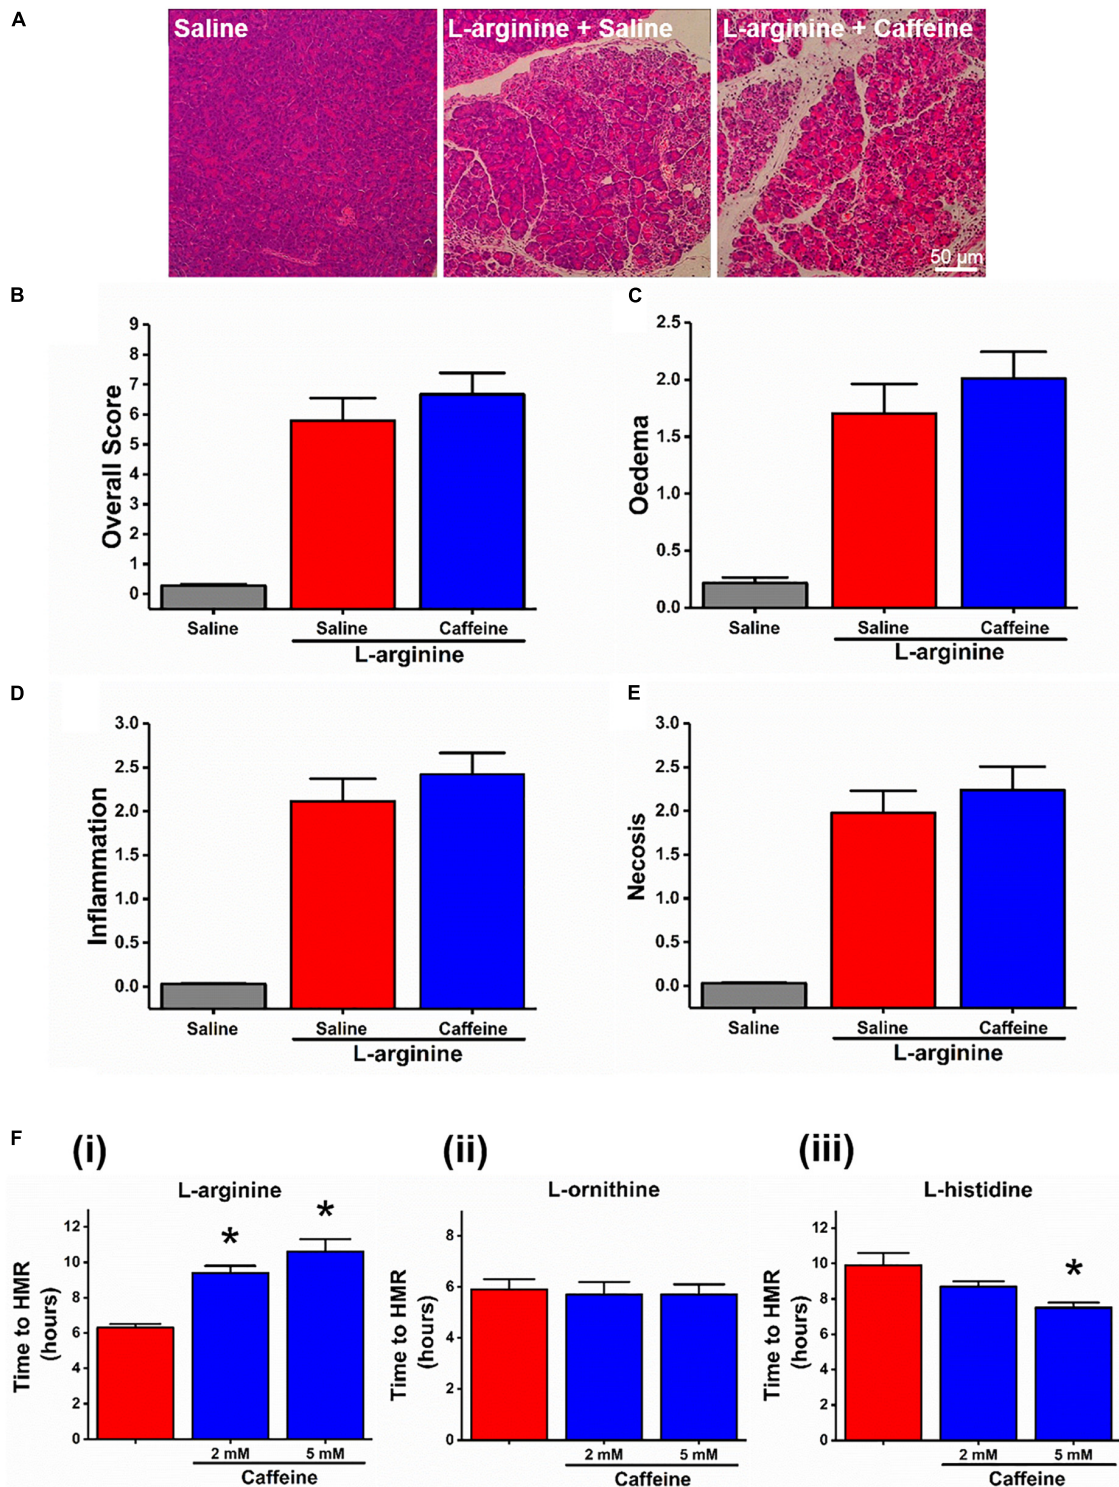 A
Saline
L-arginine + Saline
L-arginine + Caffeine
50 µm
B
Overall Score
9
8
7
6
5
4
3
2
1
0
Saline
Saline
Caffeine
L-arginine
C
Oedema
2.5
2.0
1.5
1.0
0.5
0.0
Saline
Saline
Caffeine
L-arginine
D
Inflammation
3.0
2.5
2.0
1.5
1.0
0.5
0.0
Saline
Saline
Caffeine
L-arginine
E
Necosis
3.0
2.5
2.0
1.5
1.0
0.5
0.0
Saline
Saline
Caffeine
L-arginine
F
(i)
L-arginine
Time to HMR
(hours)
12
10
8
6
4
2
0
*
*
2 mM
5 mM
Caffeine
(ii)
L-ornithine
Time to HMR
(hours)
8
6
4
2
0
2 mM
5 mM
Caffeine
(iii)
L-histidine
Time to HMR
(hours)
12
10
8
6
4
2
0
*
2 mM
5 mM
Caffeine